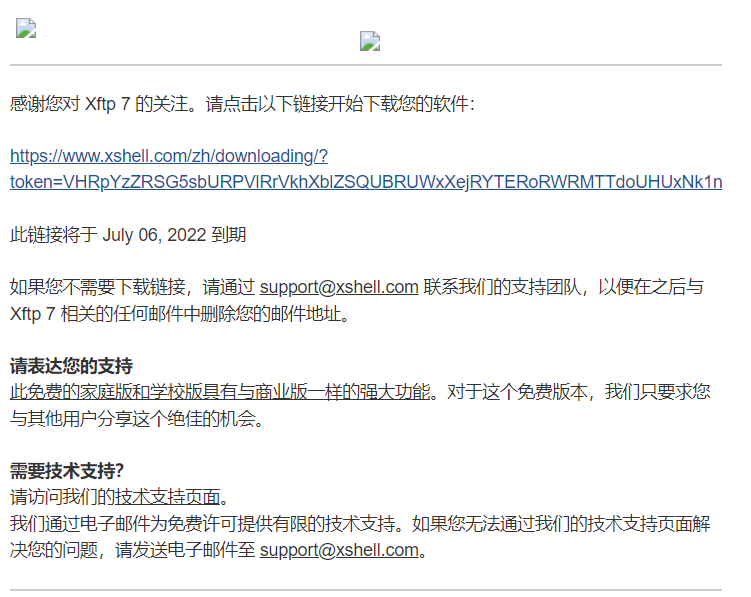 感谢您对 Xftp 7 的关注。请点击以下链接开始下载您的软件：
https://www.xshell.com/zh/downloading/?
token=VHRpYzZRSG5sbURPVlRrVkhXblZSQUBRUWxXejRYTERoRWRMTTdoUHUxNk1n
此链接将于 July 06, 2022 到期
如果您不需要下载链接，请通过 support@xshell.com 联系我们的支持团队，以便在之后与
Xftp 7 相关的任何邮件中删除您的邮件地址。
请表达您的支持
此免费的家庭版和学校版具有与商业版一样的强大功能。对于这个免费版本，我们只要求您
与其他用户分享这个绝佳的机会。
需要技术支持？
请访问我们的技术支持页面。
我们通过电子邮件为免费许可提供有限的技术支持。如果您无法通过我们的技术支持页面解
决您的问题，请发送电子邮件至 support@xshell.com。